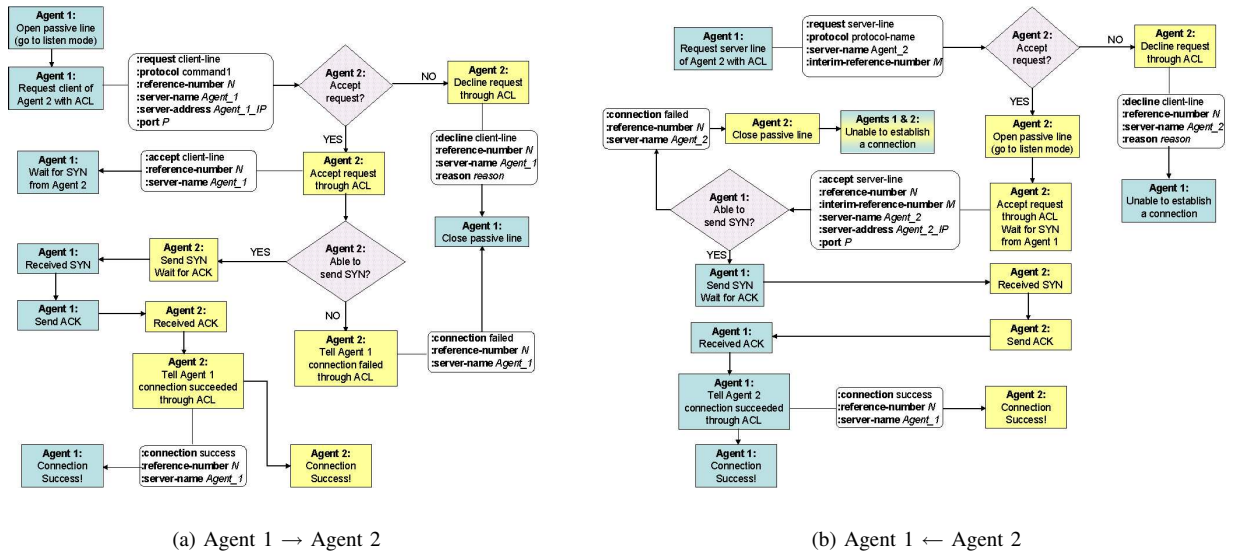 Agent 1:
Open passive line
(go to listen mode)
Agent 1:
Request client of
Agent 2 with ACL
:request client-line
:protocol command1
:reference-number N
:server-name Agent_1
:server-address Agent_1_IP
:port P
Agent 2:
Accept
request?
NO
Agent 2:
Decline request
through ACL
YES
:decline client-line
:reference-number N
:server-name Agent_1
:reason reason
Agent 1:
Wait for SYN
from Agent 2
:accept client-line
:reference-number N
:server-name Agent_1
Agent 2:
Accept request
through ACL
Agent 1:
Close passive line
Agent 1:
Received SYN
Agent 2:
Send SYN
Wait for ACK
YES
Agent 2:
Able to
send SYN?
Agent 1:
Send ACK
Agent 2:
Received ACK
NO
Agent 2:
Tell Agent 1
connection failed
through ACL
:connection failed
:reference-number N
:server-name Agent_1
Agent 2:
Tell Agent 1
connection succeeded
through ACL
Agent 1:
Connection
Success!
:connection success
:reference-number N
:server-name Agent_1
Agent 2:
Connection
Success!
(a) Agent 1 → Agent 2
Agent 1:
Request server line
of Agent 2 with ACL
:request server-line
:protocol protocol-name
:server-name Agent_2
:interim-reference-number M
Agent 2:
Accept
request?
NO
Agent 2:
Decline request
through ACL
YES
:decline client-line
:reference-number N
:server-name Agent_2
:reason reason
:connection failed
:reference-number N
:server-name Agent_2
Agent 2:
Close passive line
Agents 1 & 2:
Unable to establish
a connection
Agent 2:
Open passive line
(go to listen mode)
Agent 1:
Unable to establish
a connection
Agent 1:
Able to
send SYN?
:accept server-line
:reference-number N
:interim-reference-number M
:server-name Agent_2
:server-address Agent_2_IP
:port P
Agent 2:
Accept request
through ACL
Wait for SYN
from Agent 1
YES
Agent 1:
Send SYN
Wait for ACK
Agent 2:
Received SYN
Agent 1:
Received ACK
Agent 2:
Send ACK
Agent 1:
Tell Agent 2
connection succeeded
through ACL
:connection success
:reference-number N
:server-name Agent_1
Agent 2:
Connection
Success!
Agent 1:
Connection
Success!
(b) Agent 1 ← Agent 2